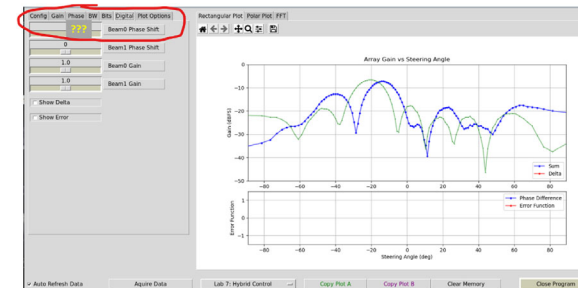 Config Gain Phase BW Bits Digital Plot Options
??? Beam0 Phase Shift
0 Beam1 Phase Shift
1.0 Beam0 Gain
1.0 Beam1 Gain
Show Delta
Show Error
Rectangular Plot Polar Plot FFT
Array Gain vs Steering Angle
Gain (dBFS)
0
−10
−20
−30
−40
−50
−80 −60 −40 −20 0 20 40 60 80
Sum
Delta
Error Function
1
0
−1
Phase Difference
Error Function
−80 −60 −40 −20 0 20 40 60 80
Steering Angle (deg)
Auto Refresh Data Aquire Data Lab 7: Hybrid Control Copy Plot A Copy Plot B Clear Memory Close Program